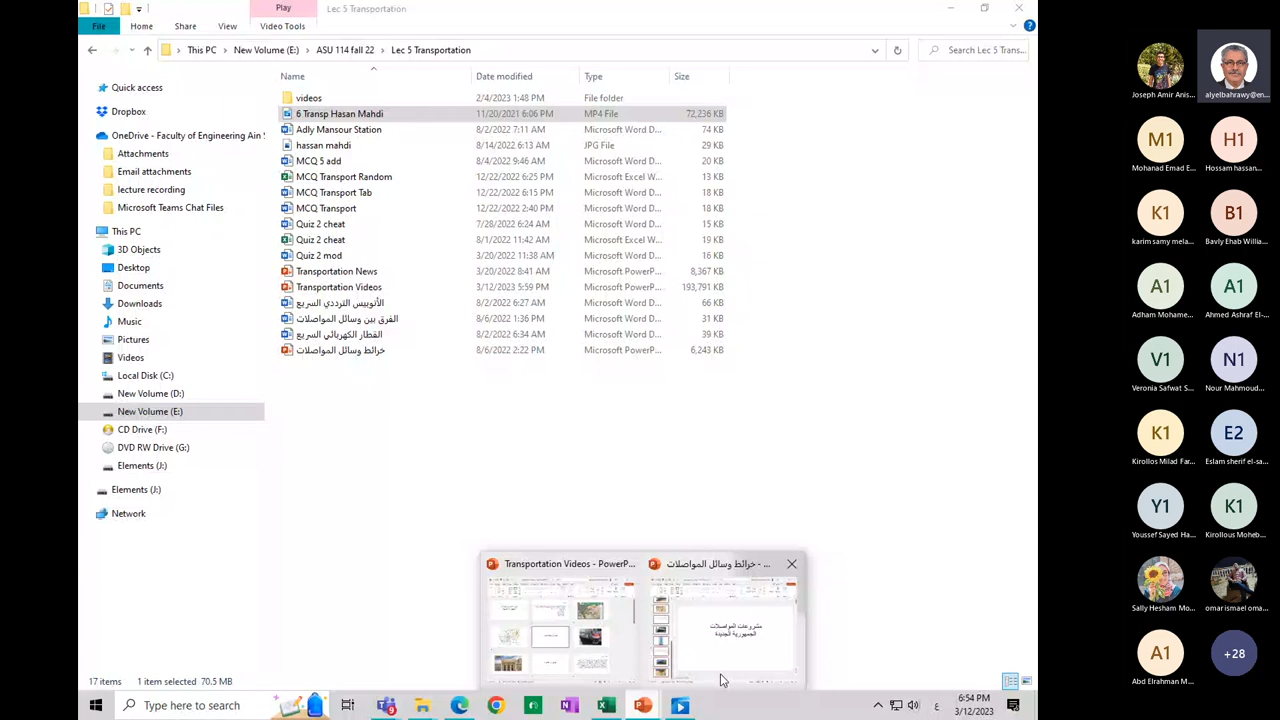 Play
Lec 5 Transportation
File
Home
Share
View
Video Tools
This PC
New Volume (E:)
ASU 114 fall 22
Lec 5 Transportation
Search Lec 5 Trans...
Name
Date modified
Type
Size
Quick access
Dropbox
OneDrive - Faculty of Engineering Ain S
Attachments
Email attachments
lecture recording
Microsoft Teams Chat Files
This PC
3D Objects
Desktop
Documents
Downloads
Music
Pictures
Videos
Local Disk (C:)
New Volume (D:)
New Volume (E:)
CD Drive (F:)
DVD RW Drive (G:)
Elements (J:)
Elements (J:)
Network
videos 2/4/2023 1:48 PM File folder
6 Transp Hasan Mahdi 11/20/2021 6:06 PM MP4 File 72,236 KB
Adly Mansour Station 8/2/2022 7:11 AM Microsoft Word D... 74 KB
hassan mahdi 8/14/2022 6:13 AM JPG File 29 KB
MCQ 5 add 8/4/2022 9:46 AM Microsoft Word D... 20 KB
MCQ Transport Random 12/22/2022 6:25 PM Microsoft Excel W... 13 KB
MCQ Transport Tab 12/22/2022 6:15 PM Microsoft Word D... 18 KB
MCQ Transport 12/22/2022 2:40 PM Microsoft Word D... 18 KB
Quiz 2 cheat 7/28/2022 6:24 AM Microsoft Word D... 15 KB
Quiz 2 cheat 8/1/2022 11:42 AM Microsoft Excel W... 19 KB
Quiz 2 mod 3/20/2022 11:38 AM Microsoft Word D... 16 KB
Transportation News 3/20/2022 8:41 AM Microsoft PowerP... 8,367 KB
Transportation Videos 3/12/2023 5:59 PM Microsoft PowerP... 193,791 KB
الأتوبيس الترددي السريع 8/2/2022 6:27 AM Microsoft Word D... 66 KB
الفرق بين وسائل المواصلات 8/6/2022 1:36 PM Microsoft Word D... 31 KB
القطار الكهربائي السريع 8/2/2022 6:34 AM Microsoft Word D... 39 KB
خرائط وسائل المواصلات 8/6/2022 2:22 PM Microsoft PowerP... 6,243 KB
Transportation Videos - PowerP...
خرائط وسائل المواصلات - ...
مشروعات المواصلات
الجمهورية الجديدة
17 items
1 item selected 70.5 MB
Type here to search
ع
6:54 PM
3/12/2023
Joseph Amir Anis...
alyelbahrawy@en...
M1
H1
Mohanad Emad E...
Hossam hassan...
K1
B1
karim samy mela...
Bavly Ehab Willia...
A1
A1
Adham Mohame...
Ahmed Ashraf El-...
V1
N1
Veronia Safwat S...
Nour Mahmoud...
K1
E2
Kirollos Milad Far...
Eslam sherif el-sa...
Y1
K1
Youssef Sayed Ha...
Kirollous Moheb...
Sally Hesham Mo...
omar ismael oma...
A1
+28
Abd Elrahman M...